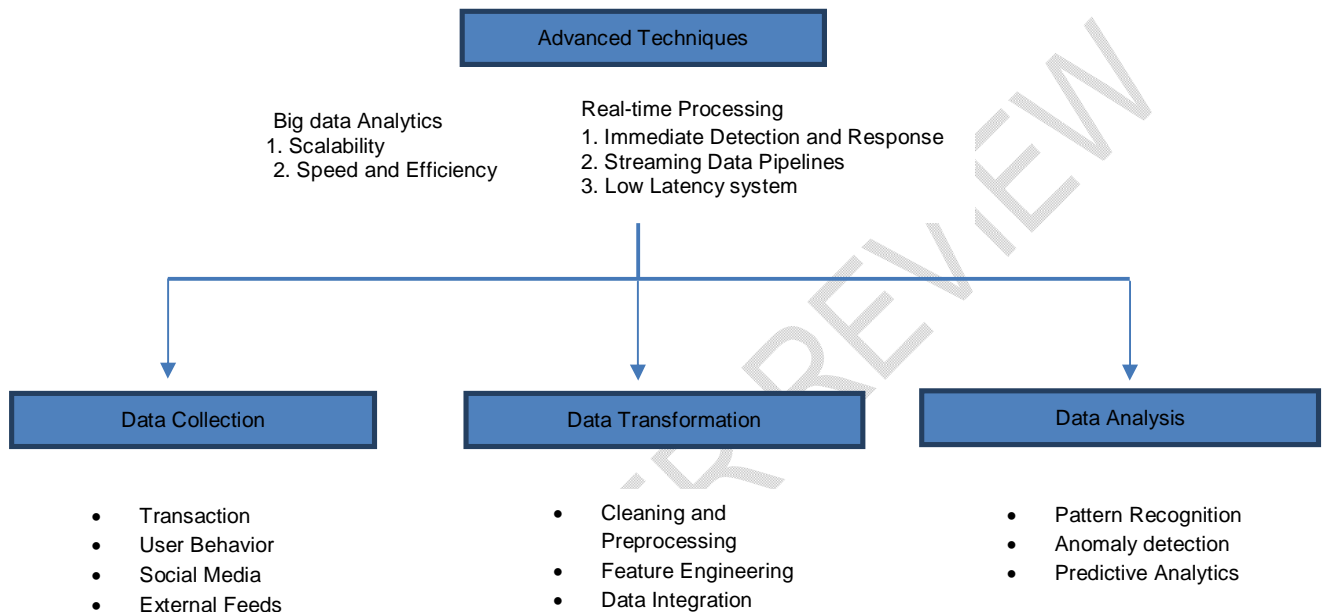 Advanced Techniques
Big data Analytics
1. Scalability
2. Speed and Efficiency
Real-time Processing
1. Immediate Detection and Response
2. Streaming Data Pipelines
3. Low Latency system
Data Collection
Data Transformation
Data Analysis
• Transaction
• User Behavior
• Social Media
• External Feeds
• Cleaning and
Preprocessing
• Feature Engineering
• Data Integration
• Pattern Recognition
• Anomaly detection
• Predictive Analytics
REVIEW